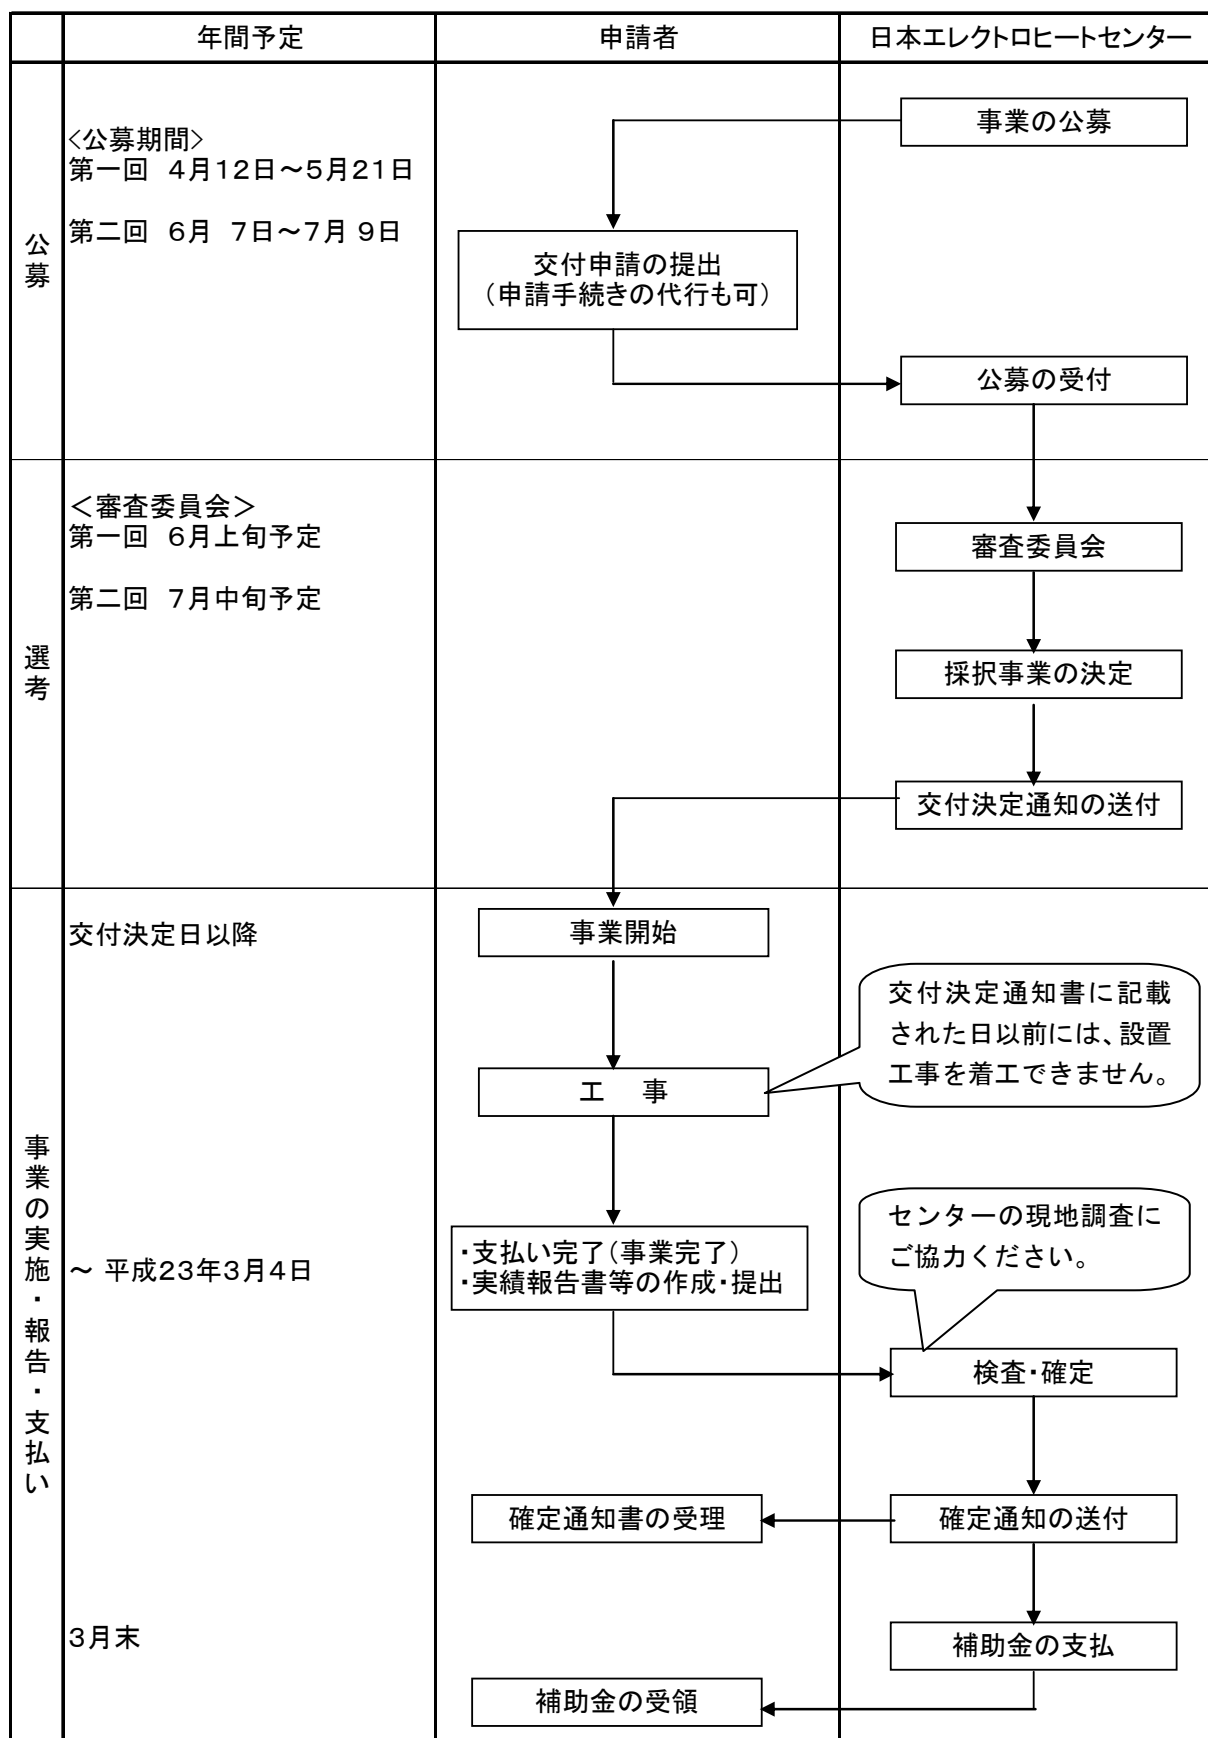 年間予定
申請者
日本エレクトロヒートセンター
公募
<公募期間>
第一回 4月12日～5月21日
第二回 6月 7日～7月 9日
事業の公募
交付申請の提出
（申請手続きの代行も可）
公募の受付
選考
＜審査委員会＞
第一回 6月上旬予定
第二回 7月中旬予定
審査委員会
採択事業の決定
交付決定通知の送付
事業の実施・報告・支払い
交付決定日以降
事業開始
交付決定通知書に記載
された日以前には、設置
工事を着工できません。
工 事
～ 平成23年3月4日
・支払い完了（事業完了）
・実績報告書等の作成・提出
センターの現地調査に
ご協力ください。
検査・確定
確定通知書の受理
確定通知の送付
3月末
補助金の支払
補助金の受領